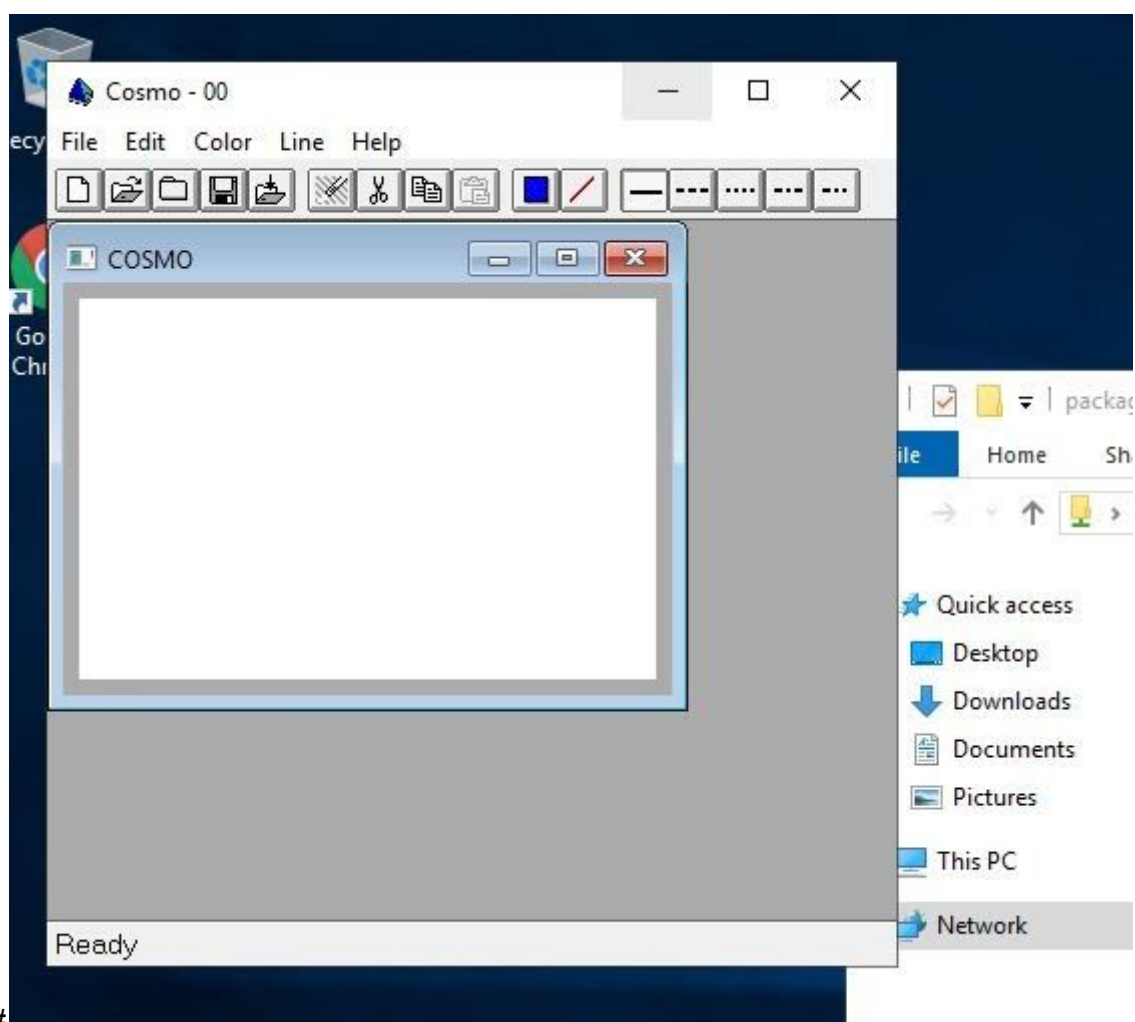 ecy
Cosmo - 00
File Edit Color Line Help
COSMO
Go
Chr
Ready
packag
ile Home Sh
Quick access
Desktop
Downloads
Documents
Pictures
This PC
Network
#